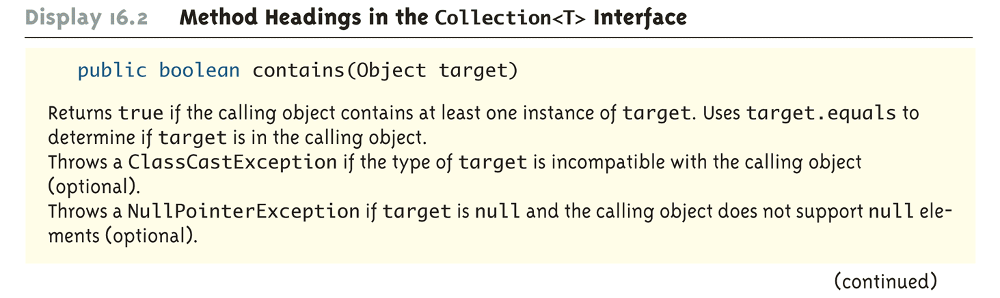 Display 16.2 Method Headings in the Collection<T> Interface
public boolean contains(Object target)
Returns true if the calling object contains at least one instance of target. Uses target.equals to
determine if target is in the calling object.
Throws a ClassCastException if the type of target is incompatible with the calling object
(optional).
Throws a NullPointerException if target is null and the calling object does not support null ele-
ments (optional).
(continued)